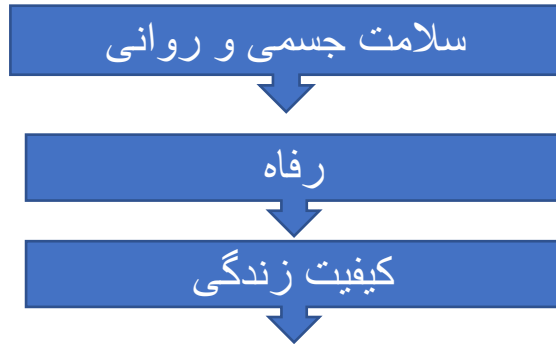 سلامت جسمی و روانی
رفاه
کیفیت زندگی